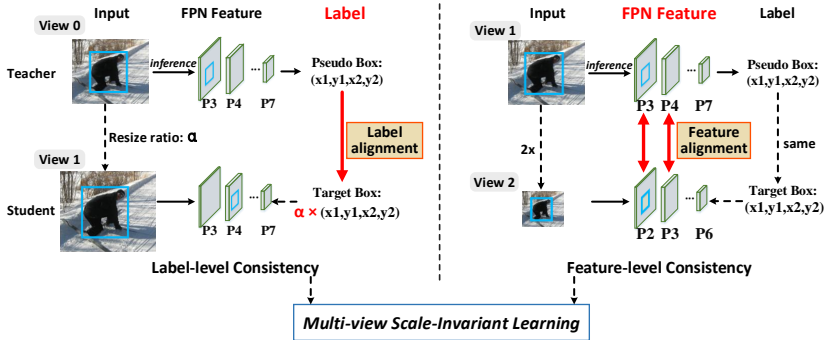 Input FPN Feature Label
View 0
Teacher
inference
P3 P4 ··· P7
Pseudo Box:
(x1,y1,x2,y2)
Resize ratio: α
Label
alignment
View 1
Student
P3 P4 ··· P7
Target Box:
α × (x1,y1,x2,y2)
Label-level Consistency
Input FPN Feature Label
View 1
inference
P3 P4 ··· P7
Pseudo Box:
(x1,y1,x2,y2)
2x
Feature
alignment
same
View 2
P2 P3 ··· P6
Target Box:
(x1,y1,x2,y2)
Feature-level Consistency
Multi-view Scale-Invariant Learning